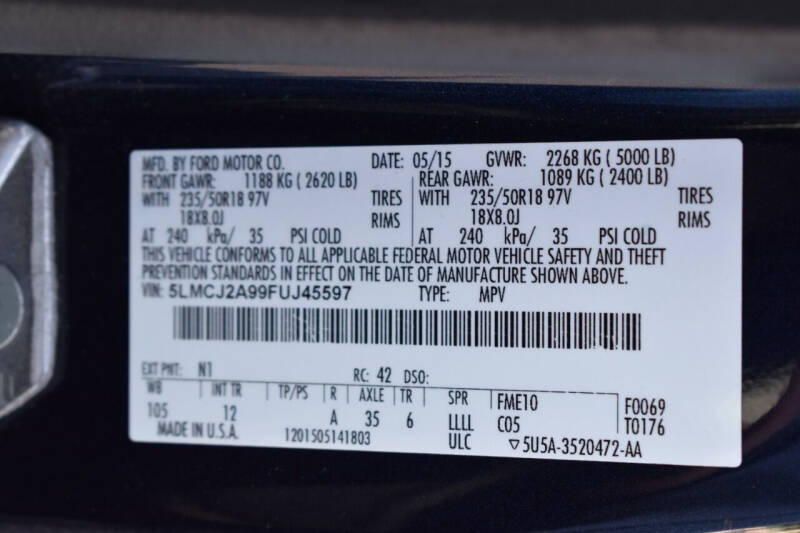 MFD. BY FORD MOTOR CO. DATE: 05/15 GVWR: 2268 KG ( 5000 LB)
FRONT GAWR: 1188 KG ( 2620 LB) REAR GAWR: 1089 KG ( 2400 LB)
WITH 235/50R18 97V TIRES WITH 235/50R18 97V TIRES
18X8.0J RIMS 18X8.0J RIMS
AT 240 kPa/ 35 PSI COLD AT 240 kPa/ 35 PSI COLD
THIS VEHICLE CONFORMS TO ALL APPLICABLE FEDERAL MOTOR VEHICLE SAFETY AND THEFT
PREVENTION STANDARDS IN EFFECT ON THE DATE OF MANUFACTURE SHOWN ABOVE.
VIN: 5LMCJ2A99FUJ45597 TYPE: MPV
EXT PNT: N1 RC: 42 DSO:
WB INT TR TP/PS R AXLE TR SPR FME10 F0069
105 12 A 35 6 LLLL C05 T0176
MADE IN U.S.A. 1201505141803 ULC ▽5U5A-3520472-AA